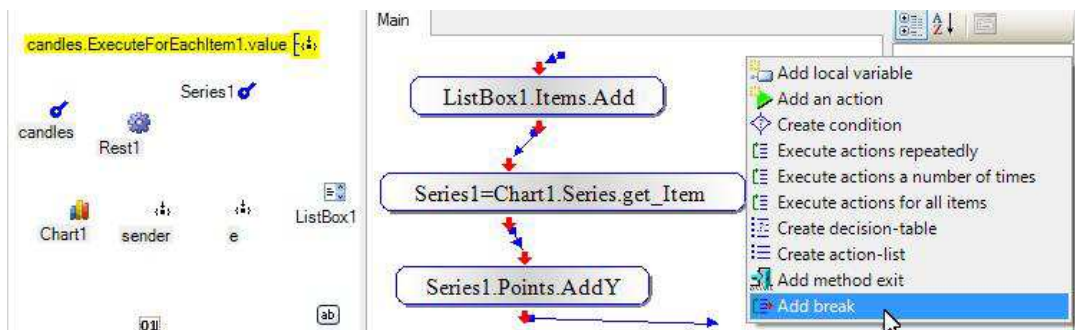 Main
candles.ExecuteForEachItem1.value
Series1
candles
Rest1
Chart1
sender
e
ListBox1
ab
01
ListBox1.Items.Add
Series1=Chart1.Series.get_Item
Series1.Points.AddY
Add local variable
Add an action
Create condition
Execute actions repeatedly
Execute actions a number of times
Execute actions for all items
Create decision-table
Create action-list
Add method exit
Add break